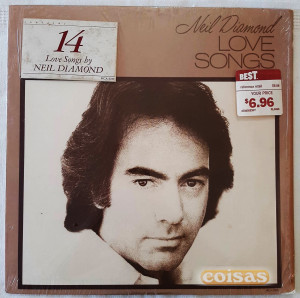 14
Love Songs by
NEIL DIAMOND
Neil Diamond
LOVE
SONGS
BEST
YOUR PRICE
$6.96
coisas